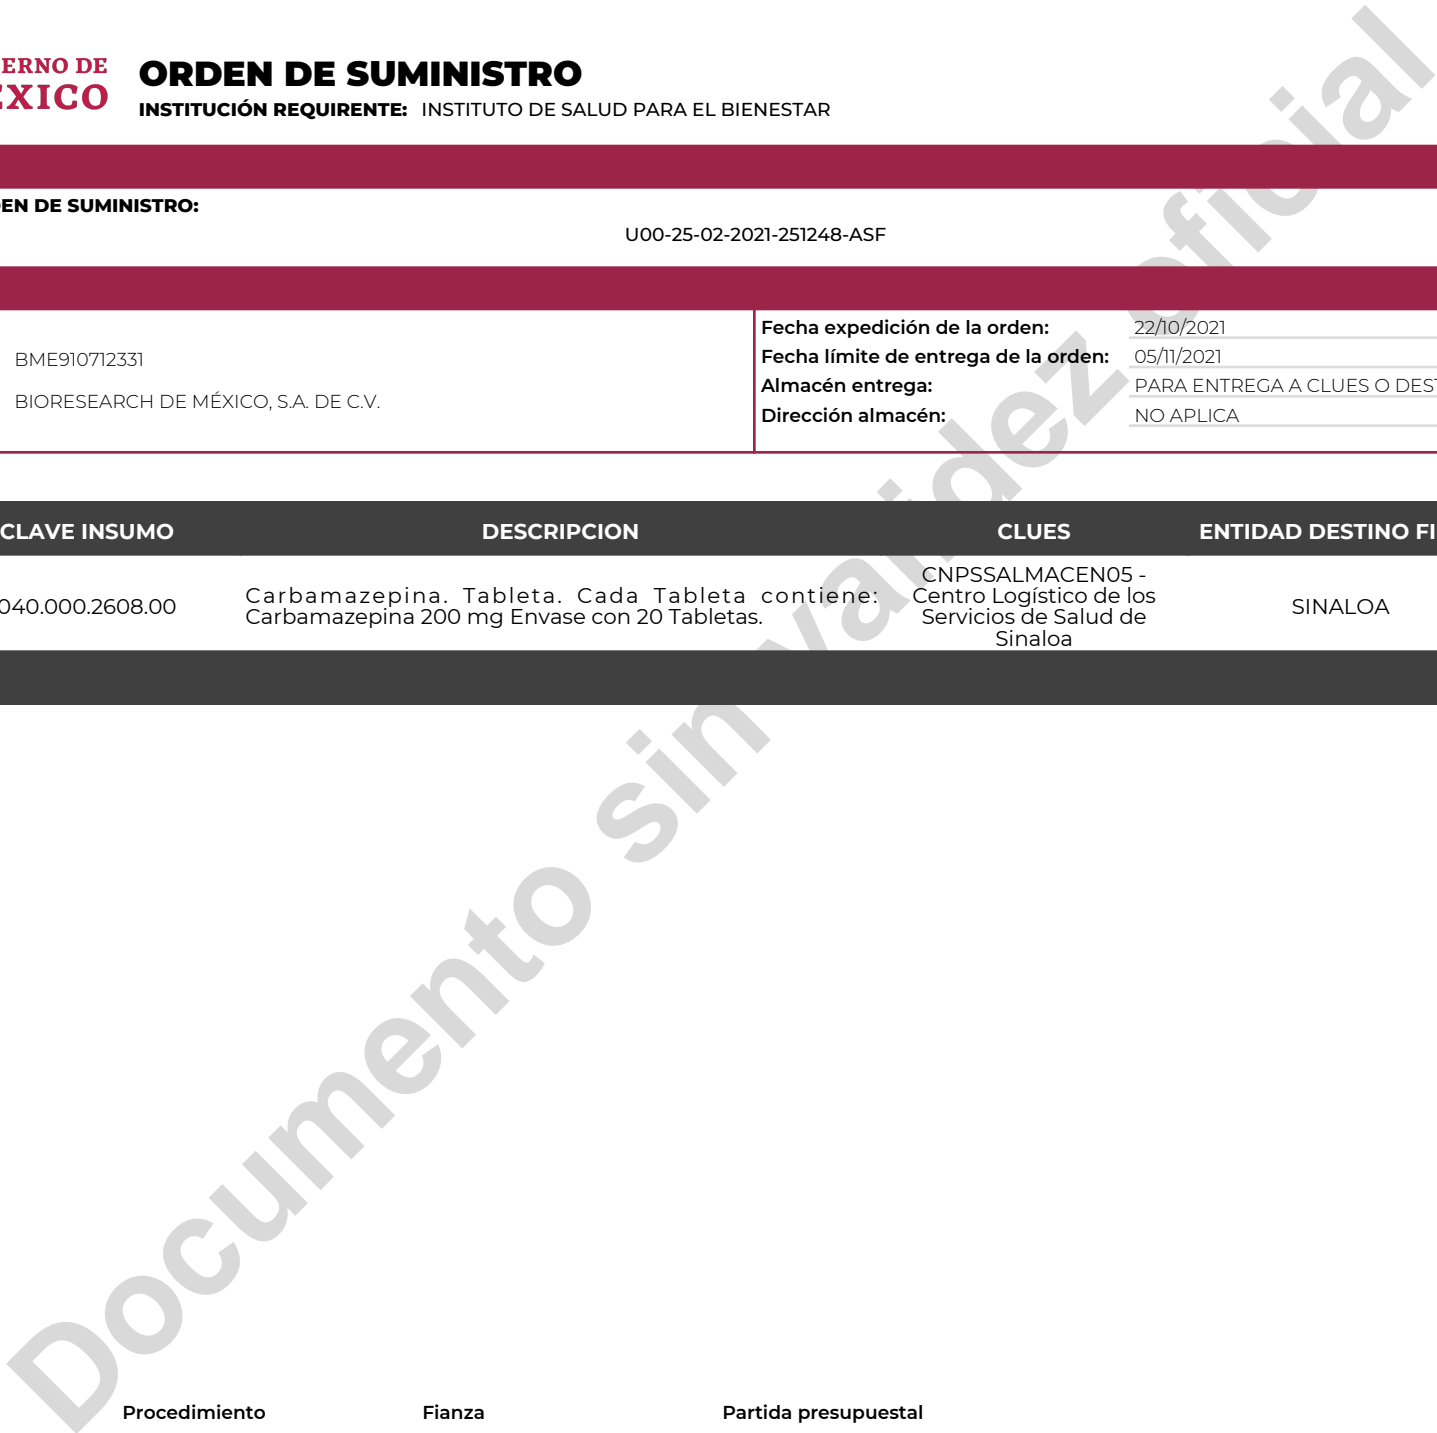 ERNO DE
ÉXICO
ORDEN DE SUMINISTRO
INSTITUCIÓN REQUIRENTE: INSTITUTO DE SALUD PARA EL BIENESTAR
EN DE SUMINISTRO:
U00-25-02-2021-251248-ASF
BME910712331
BIORESEARCH DE MÉXICO, S.A. DE C.V.
Fecha expedición de la orden: 22/10/2021
Fecha límite de entrega de la orden: 05/11/2021
Almacén entrega: PARA ENTREGA A CLUES O DEST
Dirección almacén: NO APLICA
CLAVE INSUMO DESCRIPCION CLUES ENTIDAD DESTINO FI
040.000.2608.00
Carbamazepina. Tableta. Cada Tableta contiene:
Carbamazepina 200 mg Envase con 20 Tabletas.
CNPSSALMACEN05 -
Centro Logístico de los
Servicios de Salud de
Sinaloa
SINALOA
Documento sin validez oficial
Procedimiento Fianza Partida presupuestal